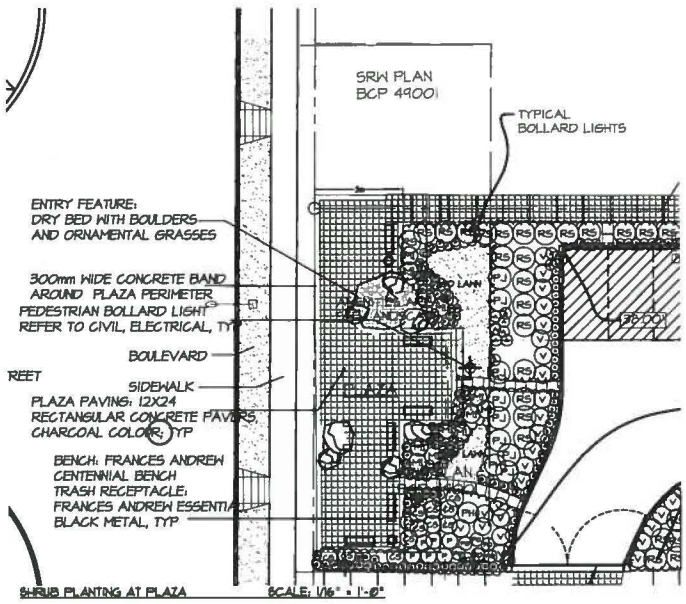 SRW PLAN
BCP 49001
TYPICAL
BOLLARD LIGHTS
ENTRY FEATURE:
DRY BED WITH BOULDERS
AND ORNAMENTAL GRASSES
300mm WIDE CONCRETE BAND
AROUND PLAZA PERIMETER
PEDESTRIAN BOLLARD LIGHT
REFER TO CIVIL, ELECTRICAL, TYP
BOULEVARD
REET
SIDEWALK
PLAZA
PLAZA PAVING: 12X24
RECTANGULAR CONCRETE PAVERS,
CHARCOAL COLOR, TYP
BENCH: FRANCES ANDREW
CENTENNIAL BENCH
TRASH RECEPTACLE:
FRANCES ANDREW ESSENTIA
BLACK METAL, TYP
38.00
SHRUB PLANTING AT PLAZA
SCALE: 1/16" = 1'-0"